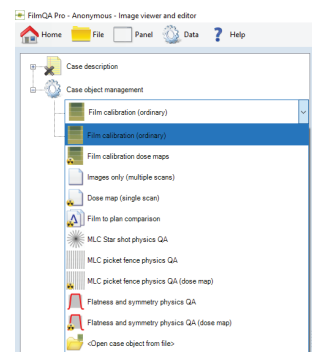 FilmQA Pro - Anonymous - Image viewer and editor
Home File Panel Data ? Help
Case description
Case object management
Film calibration (ordinary)
Film calibration (ordinary)
Film calibration dose maps
Images only (multiple scans)
Dose map (single scan)
Film to plan comparison
MLC Star shot physics QA
MLC picket fence physics QA
MLC picket fence physics QA (dose map)
Flatness and symmetry physics QA
Flatness and symmetry physics QA (dose map)
<Open case object from file>